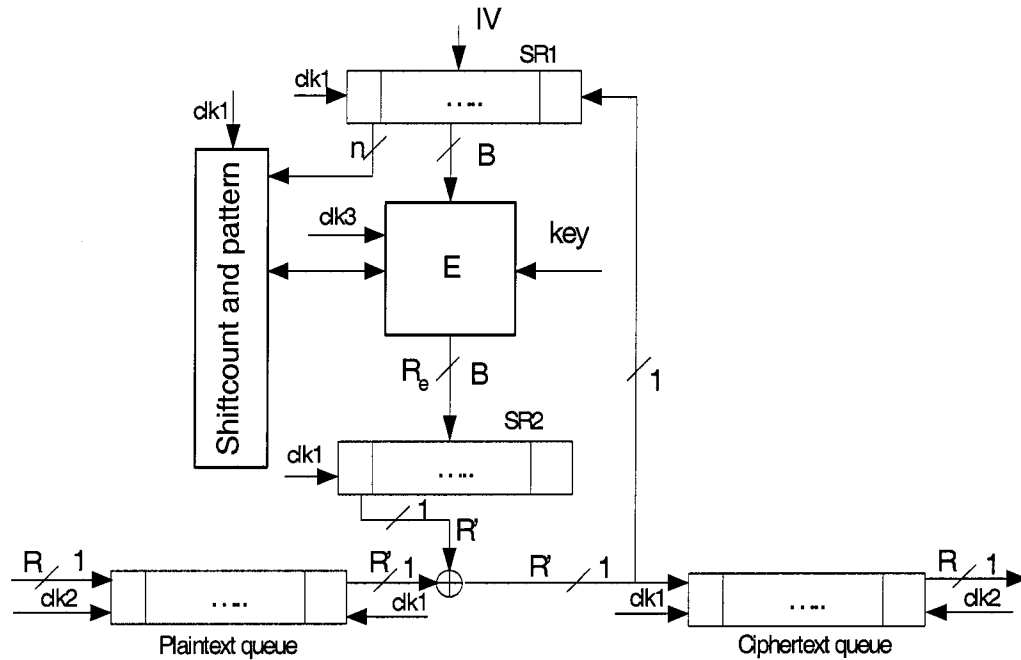 IV
SR1
clk1
.....
clk1
n
B
Shiftcount and pattern
clk3
key
E
Re
B
1
SR2
clk1
.....
1
R'
R
1
R'
1
R'
1
R
1
clk2
.....
clk1
clk1
.....
clk2
Plaintext queue
Ciphertext queue